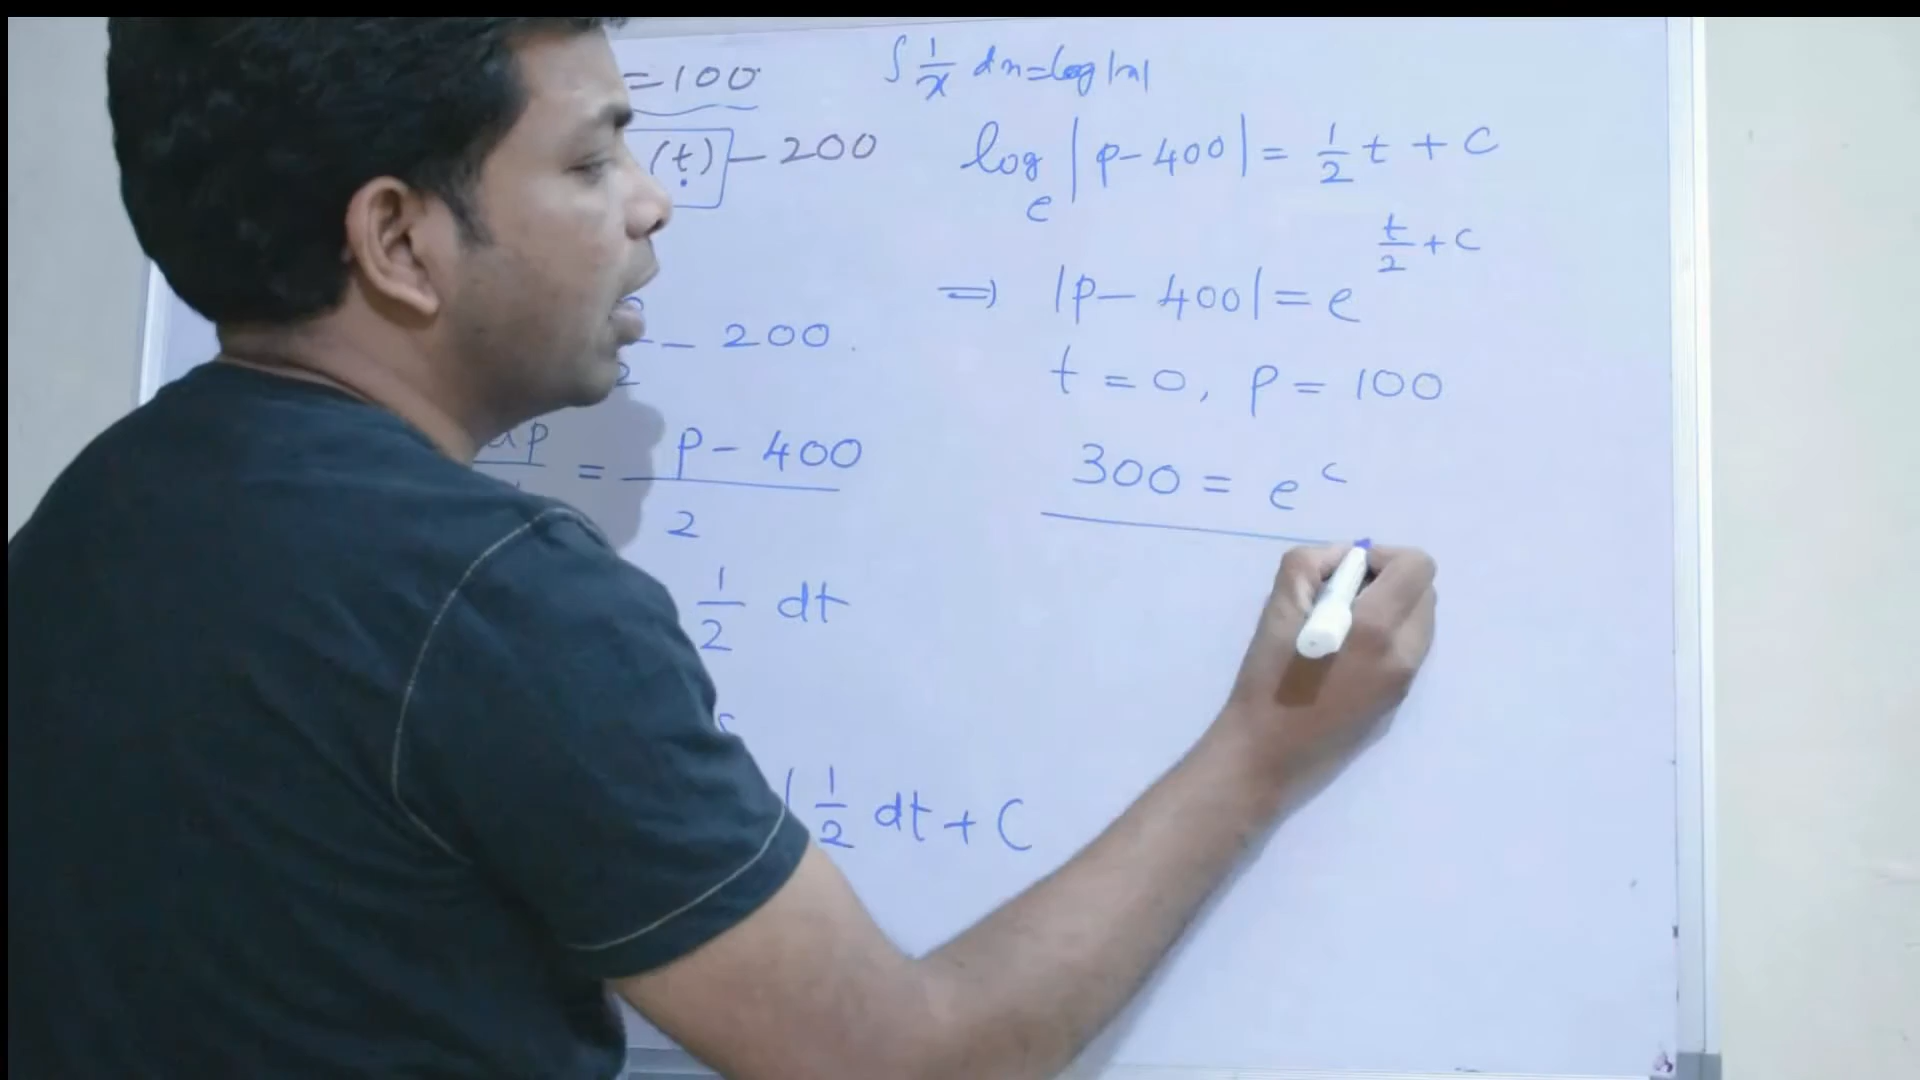 =100
(t) - 200
- 200
dp = p - 400
2
1/2 dt
1/2 dt + C
∫ 1/x dx = log|x|
log_e |p - 400| = 1/2 t + C
⇒ |p - 400| = e^(t/2 + C)
t = 0, p = 100
300 = e^c